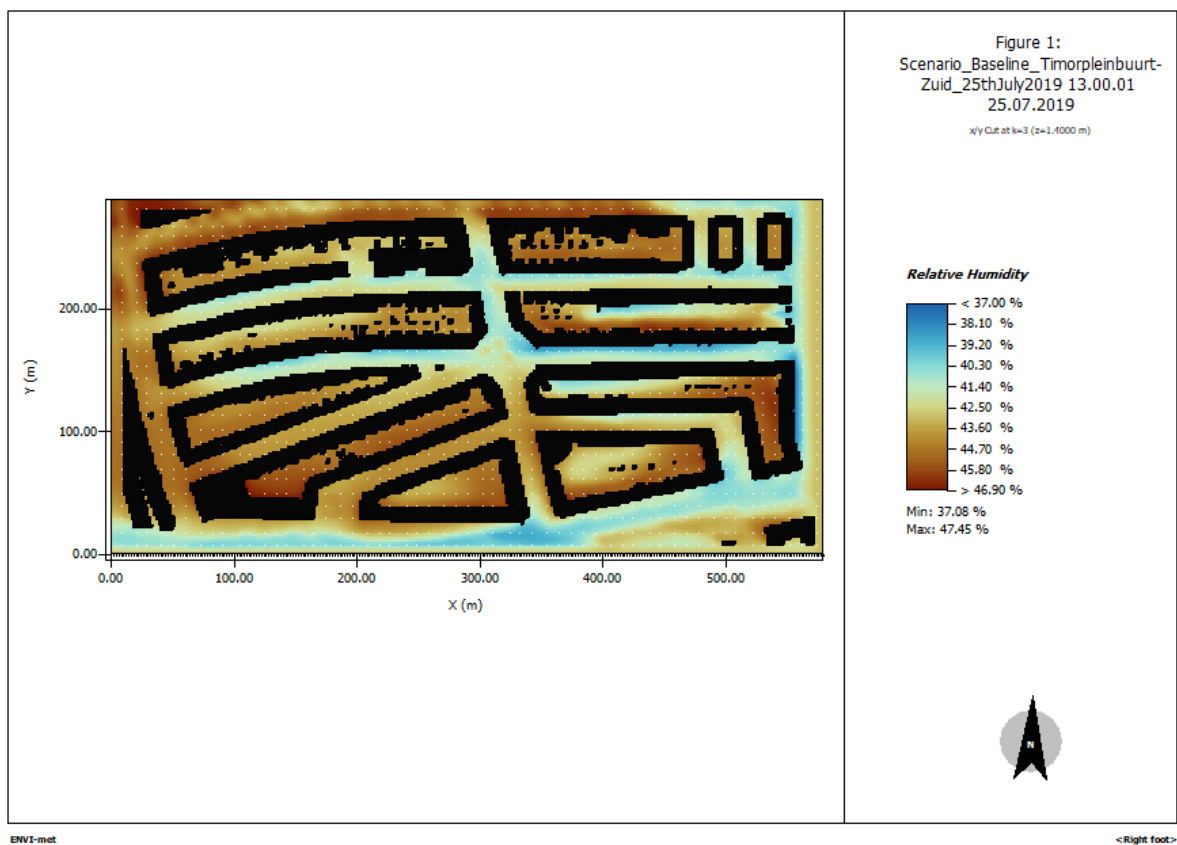 Figure 1:
Scenario_Baseline_Timorpleinbuurt-
Zuid_25thJuly2019 13.00.01
25.07.2019
x/y Cut at k=3 (z=1.4000 m)
Y (m)
200.00
100.00
0.00
0.00 100.00 200.00 300.00 400.00 500.00
X (m)
Relative Humidity
< 37.00 %
38.10 %
39.20 %
40.30 %
41.40 %
42.50 %
43.60 %
44.70 %
45.80 %
> 46.90 %
Min: 37.08 %
Max: 47.45 %
N
ENVI-met
<Right foot>